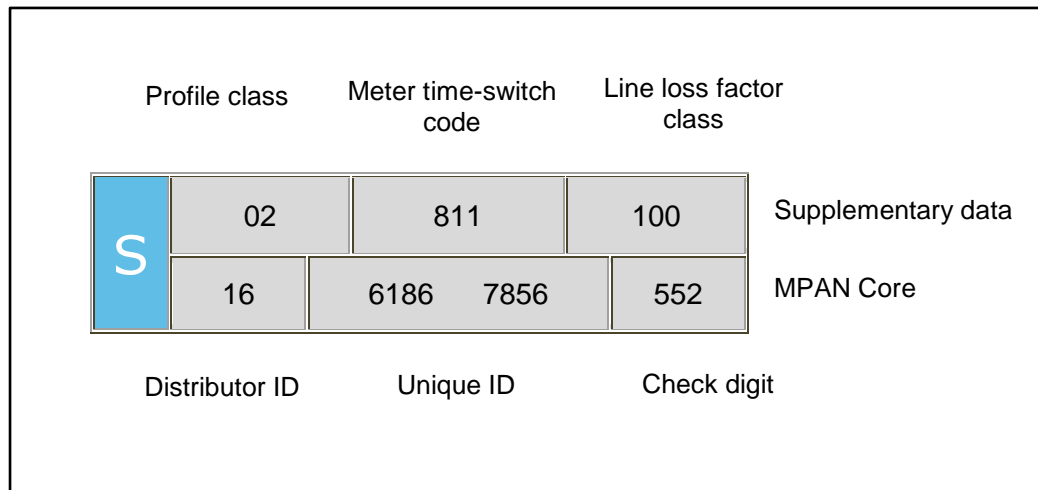 Profile class
Meter time-switch
code
Line loss factor
class
S
02 811 100 Supplementary data
16 6186 7856 552 MPAN Core
Distributor ID Unique ID Check digit